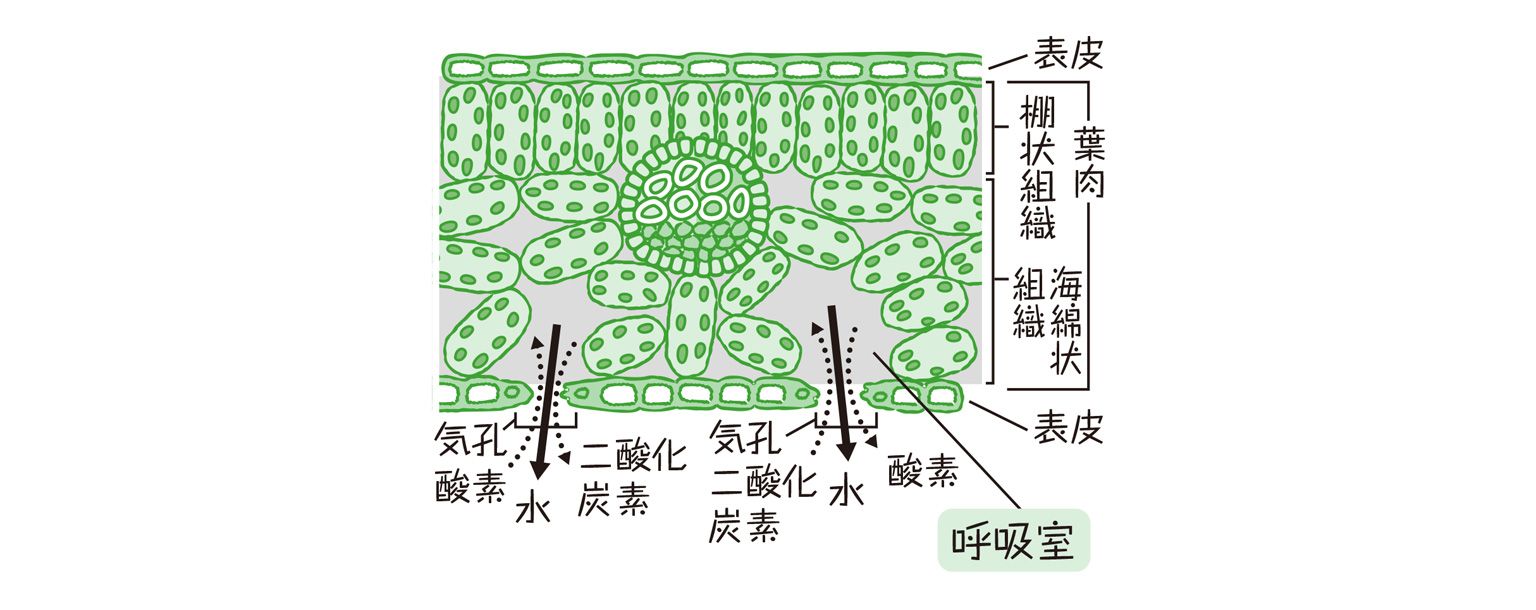 表皮
葉肉
棚状組織
海綿状
組織
表皮
気孔
酸素
水
二酸化
炭素
気孔
二酸化
炭素
水
酸素
呼吸室